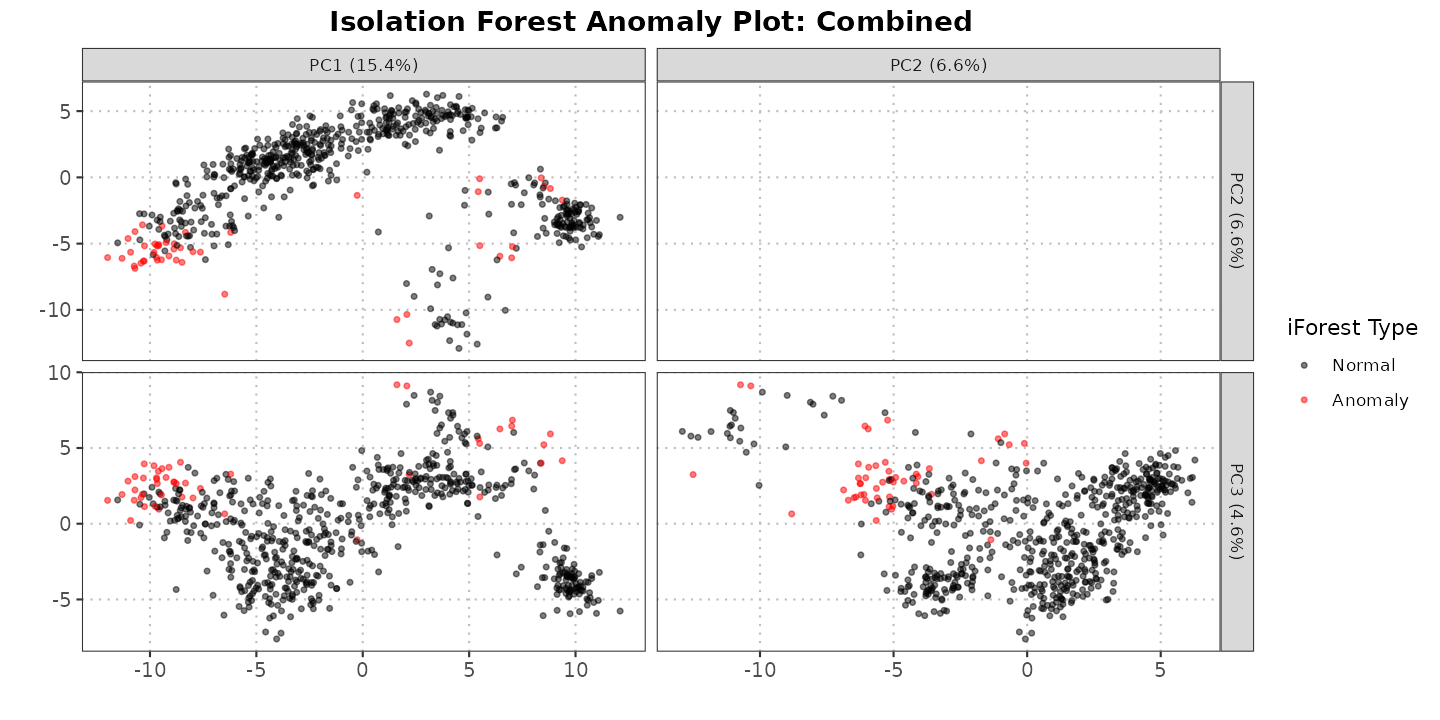 Isolation Forest Anomaly Plot: Combined
PC1 (15.4%)
PC2 (6.6%)
5
0
-5
-10
PC2 (6.6%)
10
5
0
-5
PC3 (4.6%)
-10
-5
0
5
10
-10
-5
0
5
iForest Type
Normal
Anomaly